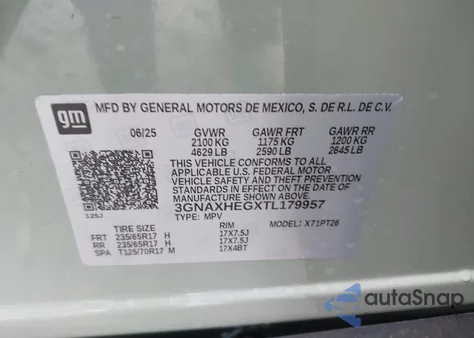 gm MFD BY GENERAL MOTORS DE MEXICO, S. DE R.L. DE C.V.
06/25 GVWR GAWR FRT GAWR RR
2100 KG 1175 KG 1200 KG
4629 LB 2590 LB 2645 LB
THIS VEHICLE CONFORMS TO ALL
APPLICABLE U.S. FEDERAL MOTOR
VEHICLE SAFETY AND THEFT PREVENTION
STANDARDS IN EFFECT ON THE DATE OF
MANUFACTURE SHOWN ABOVE.
3GNAXHEGXTL179957
125J TYPE: MPV MODEL: X71PT26
TIRE SIZE RIM
FRT 235/65R17 H 17X7.5J
RR 235/65R17 H 17X7.5J
SPA T125/70R17 M 17X4BT
autoSnap